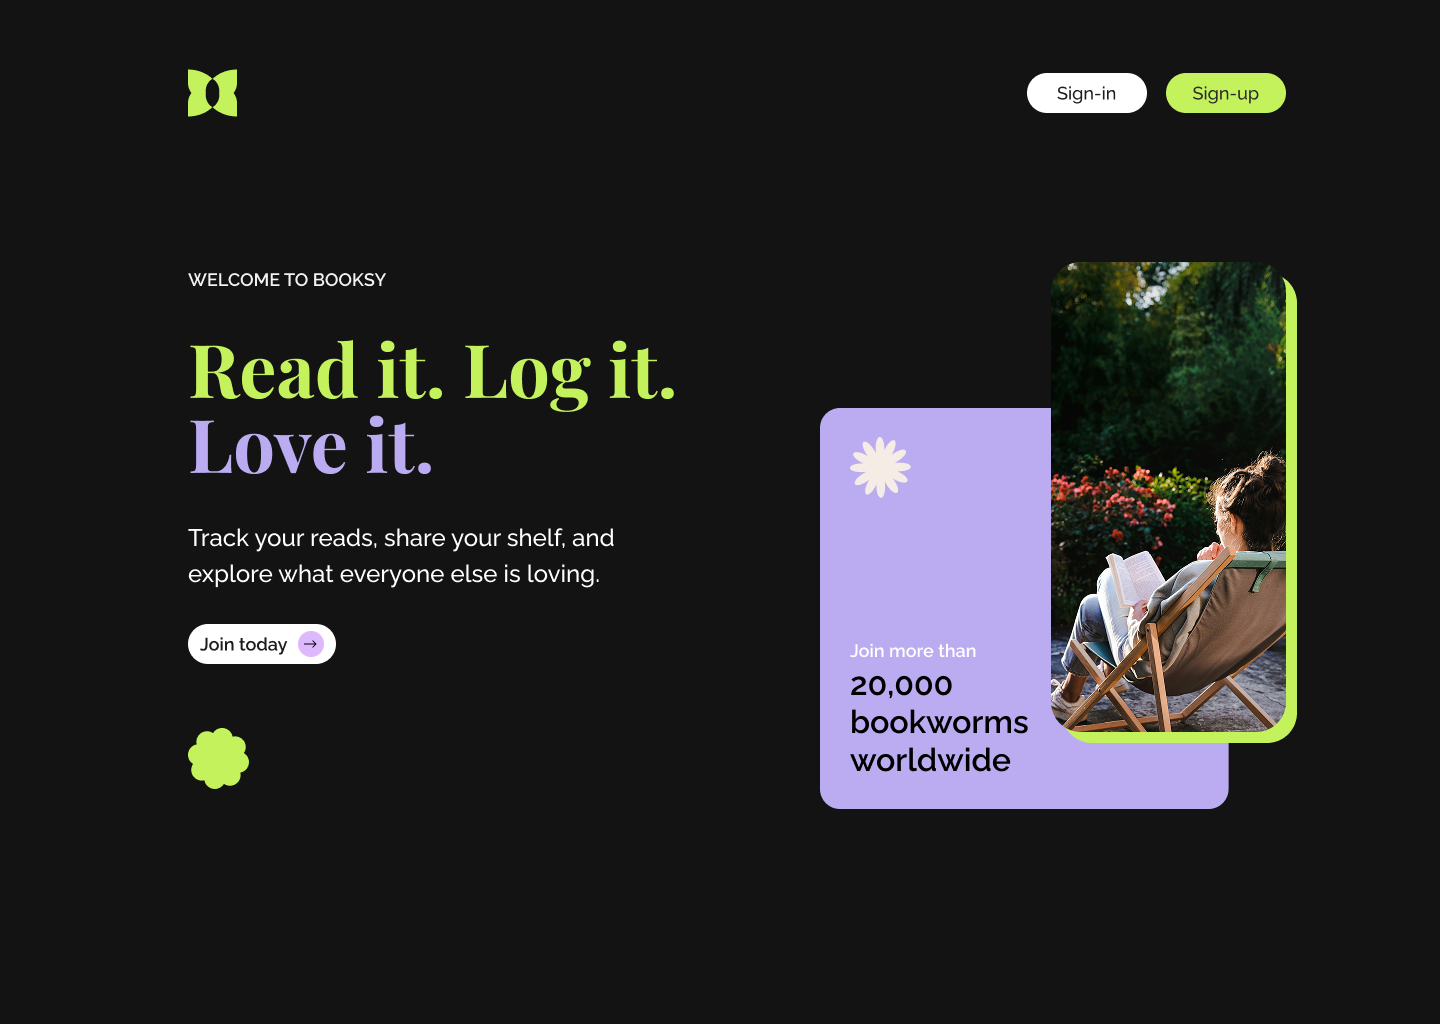 Sign-in
Sign-up
WELCOME TO BOOKSY
Read it. Log it.
Love it.
Track your reads, share your shelf, and
explore what everyone else is loving.
Join today
Join more than
20,000
bookworms
worldwide